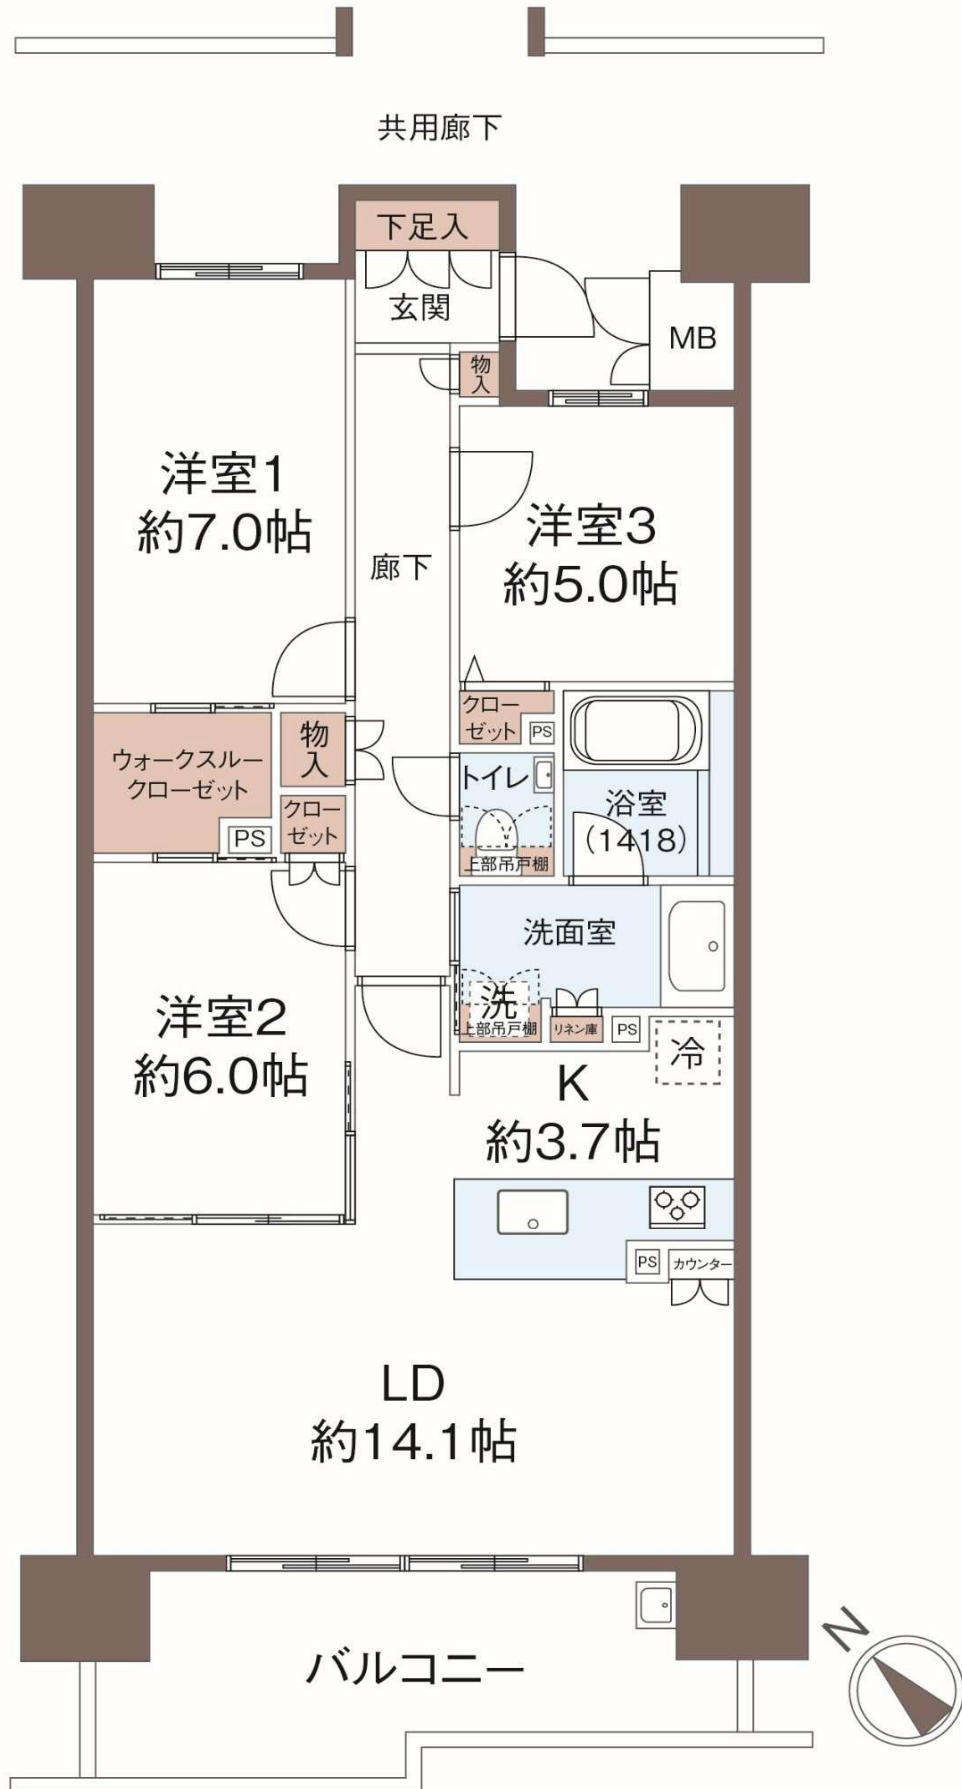 共用廊下
下足入
玄関
MB
物入
洋室1
約7.0帖
洋室3
約5.0帖
廊下
クロー
ゼット
PS
物入
ウォークスルー
クローゼット
PS
クロー
ゼット
トイレ
上部吊戸棚
浴室
(1418)
洗面室
洗
上部吊戸棚
リネン庫
PS
冷
洋室2
約6.0帖
K
約3.7帖
PS
カウンター
LD
約14.1帖
バルコニー
N